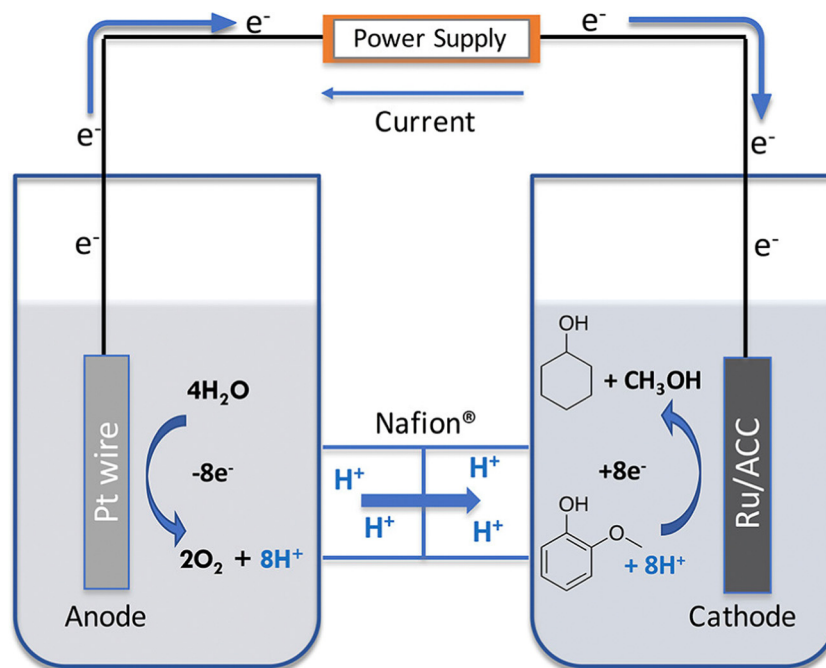 e-
Power Supply
e-
Current
e-
e-
e-
e-
OH
4H₂O
+ CH₃OH
Nafion®
Pt wire
-8e-
H⁺
H⁺
H⁺
H⁺
+8e-
Ru/ACC
OH
O
2O₂ + 8H⁺
+ 8H⁺
Anode
Cathode